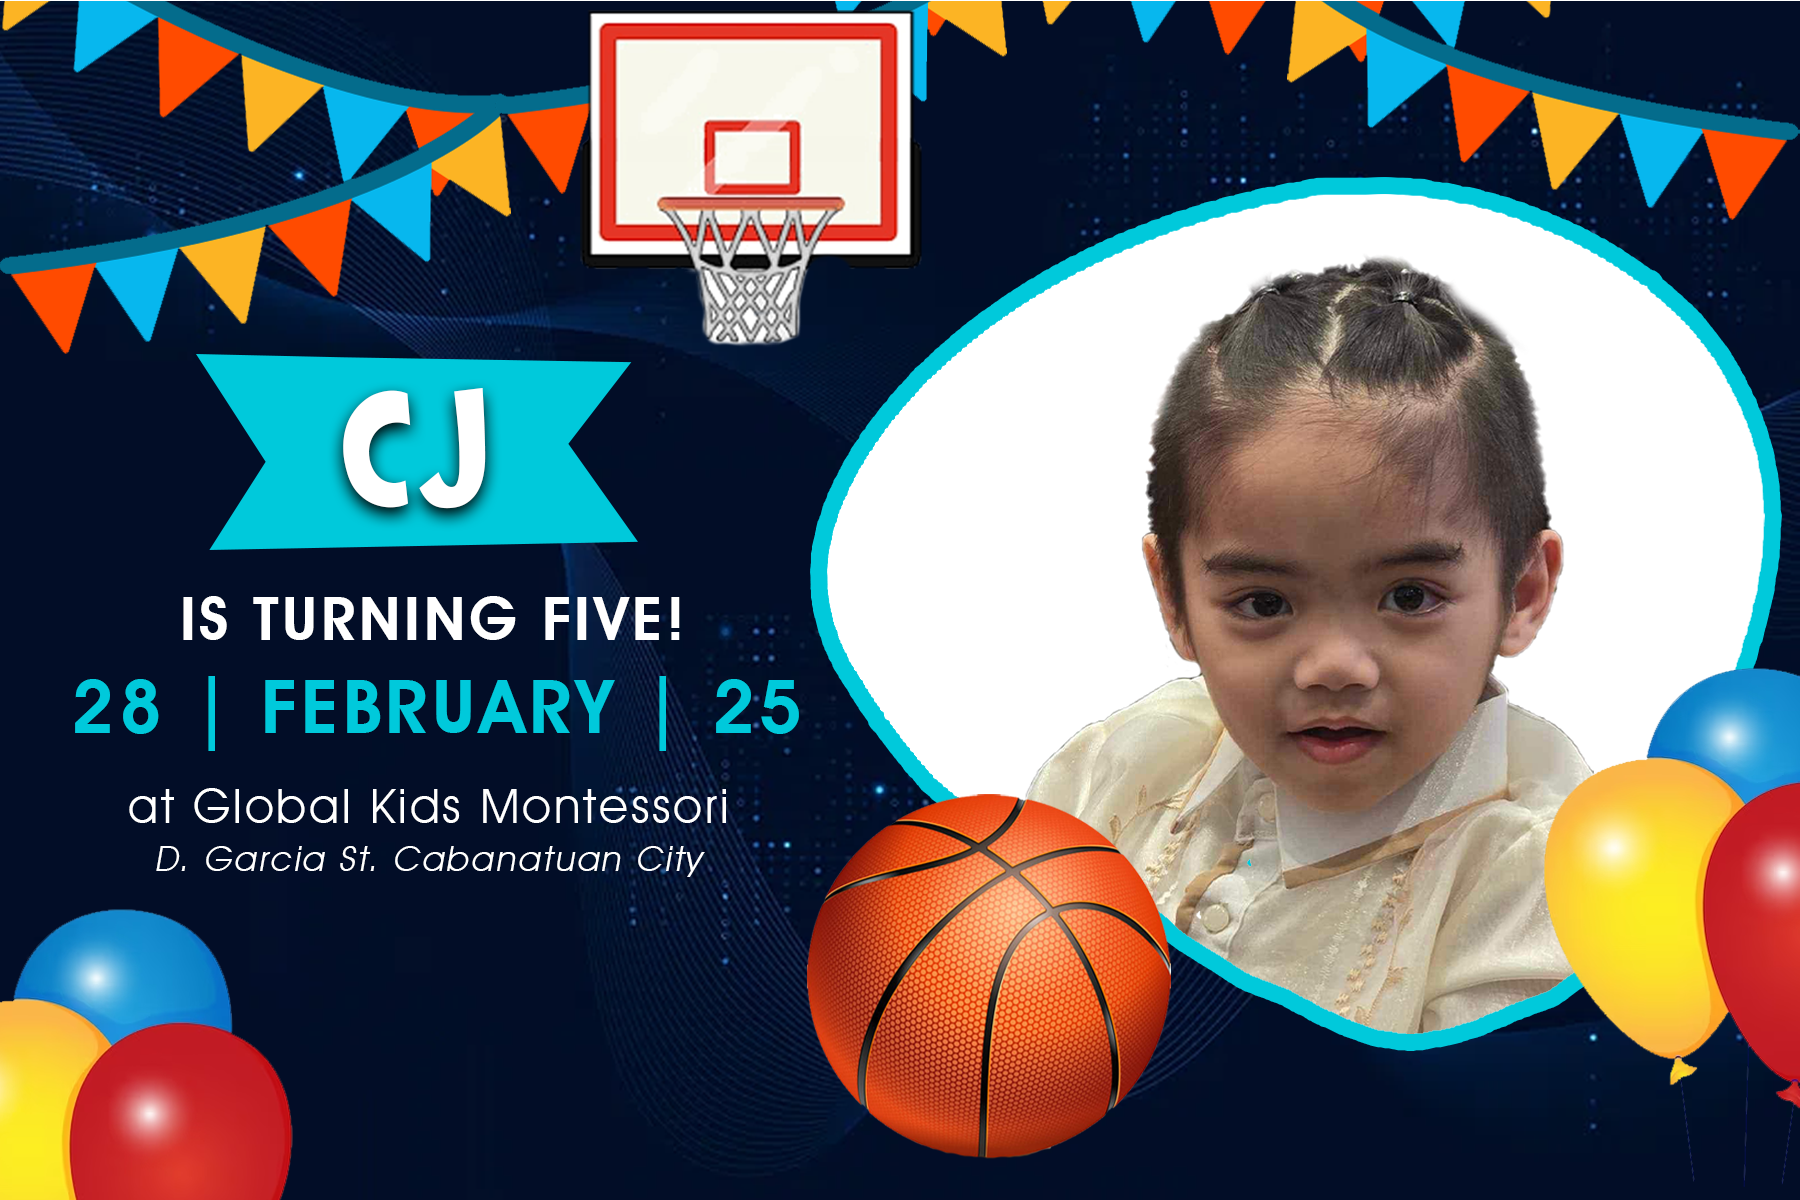 CJ
IS TURNING FIVE!
28 | FEBRUARY | 25
at Global Kids Montessori
D. Garcia St. Cabanatuan City